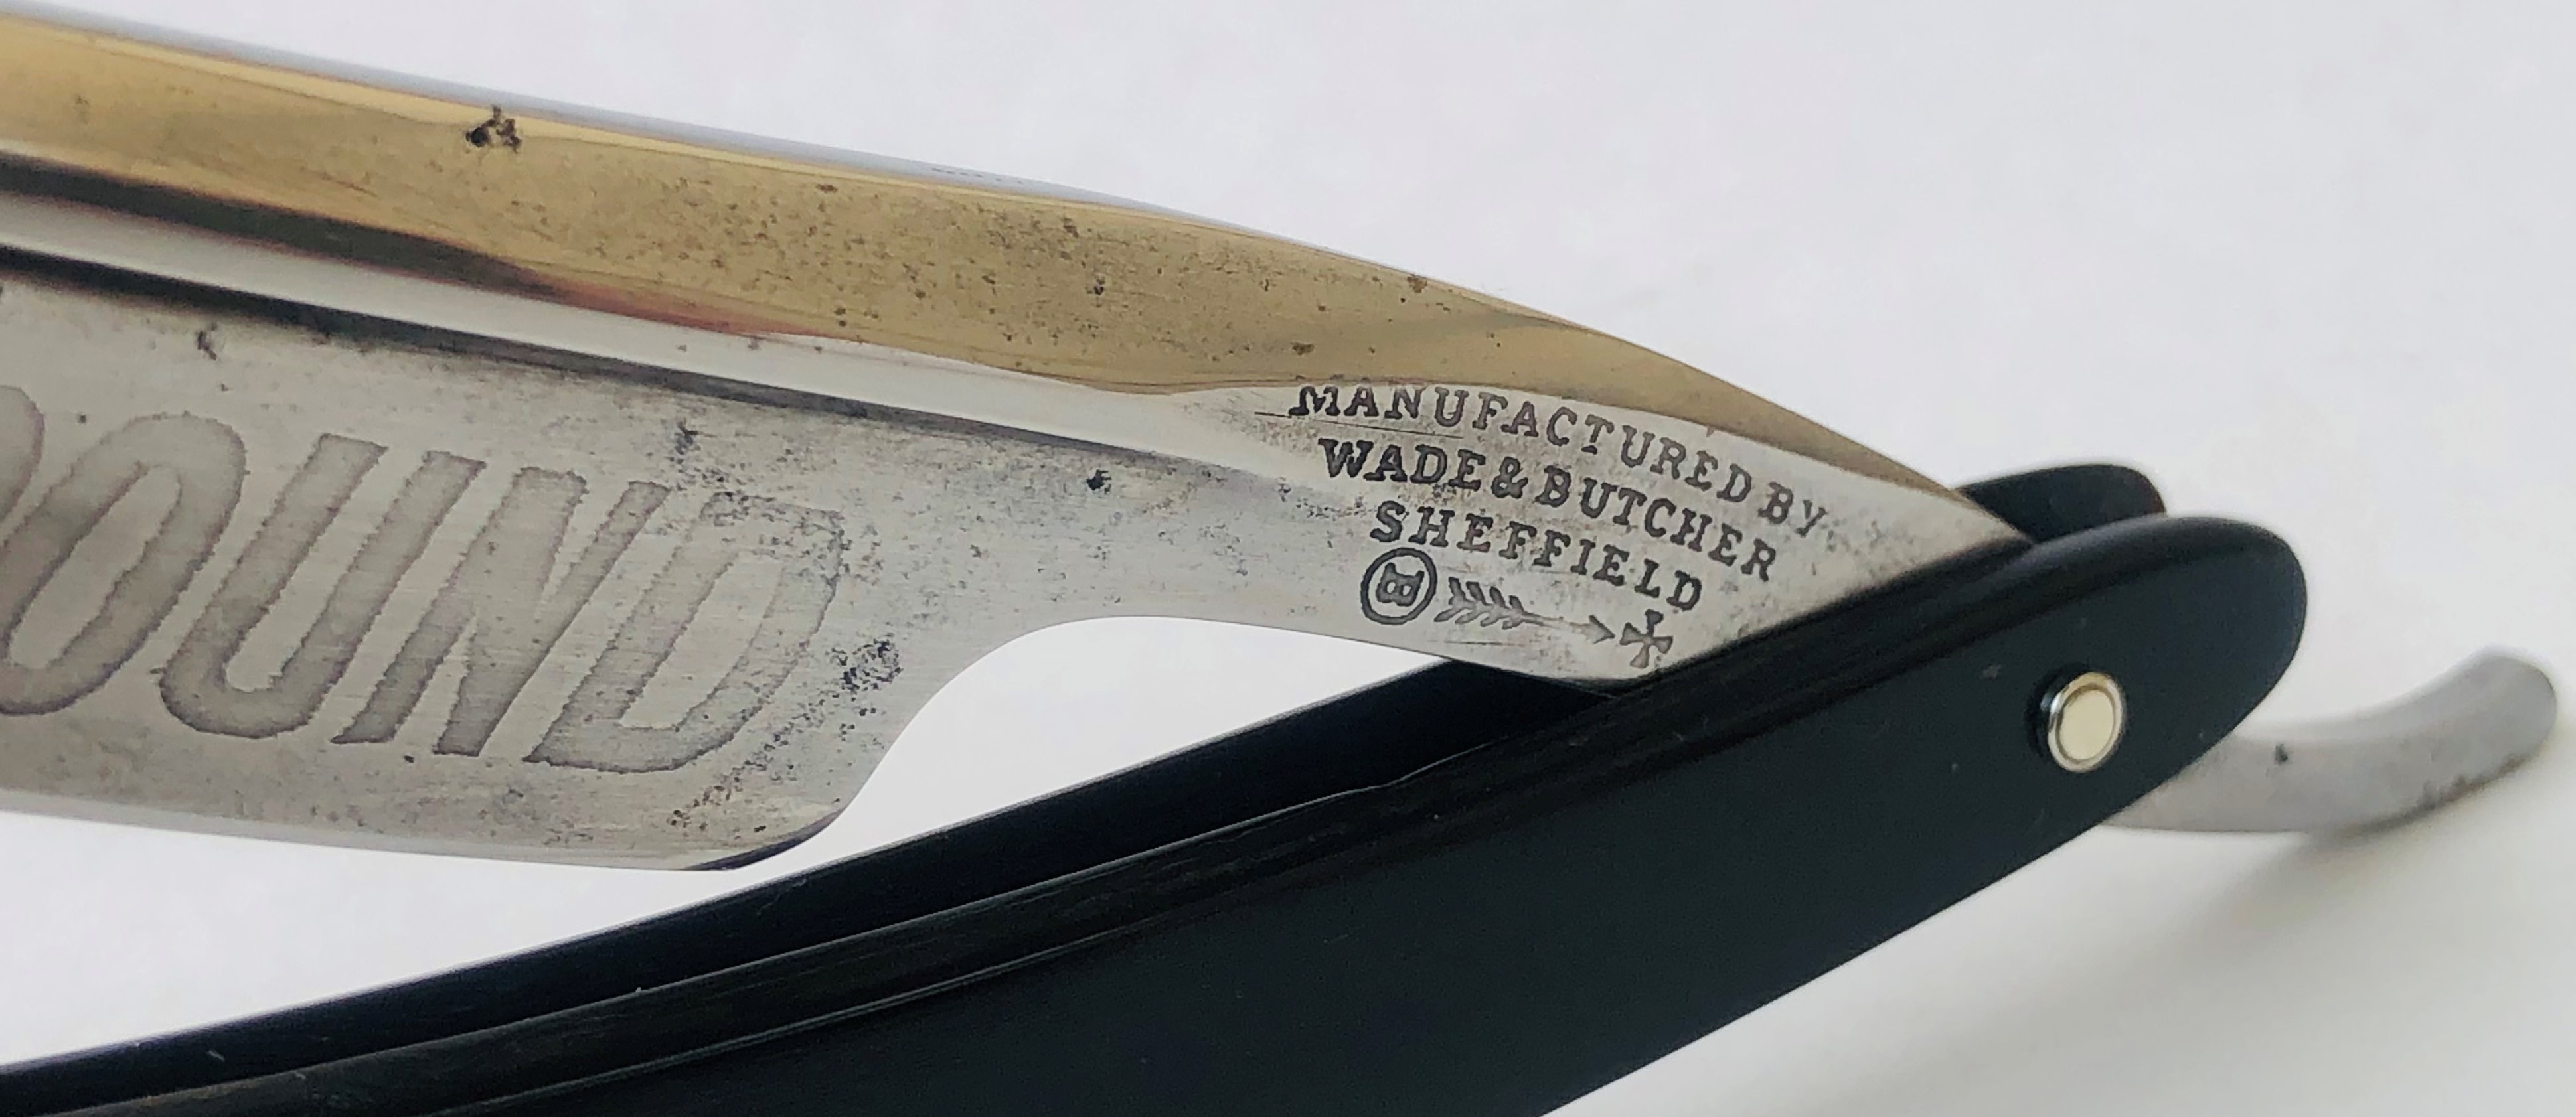 OUND
MANUFACTURED BY
WADE & BUTCHER
SHEFFIELD
B